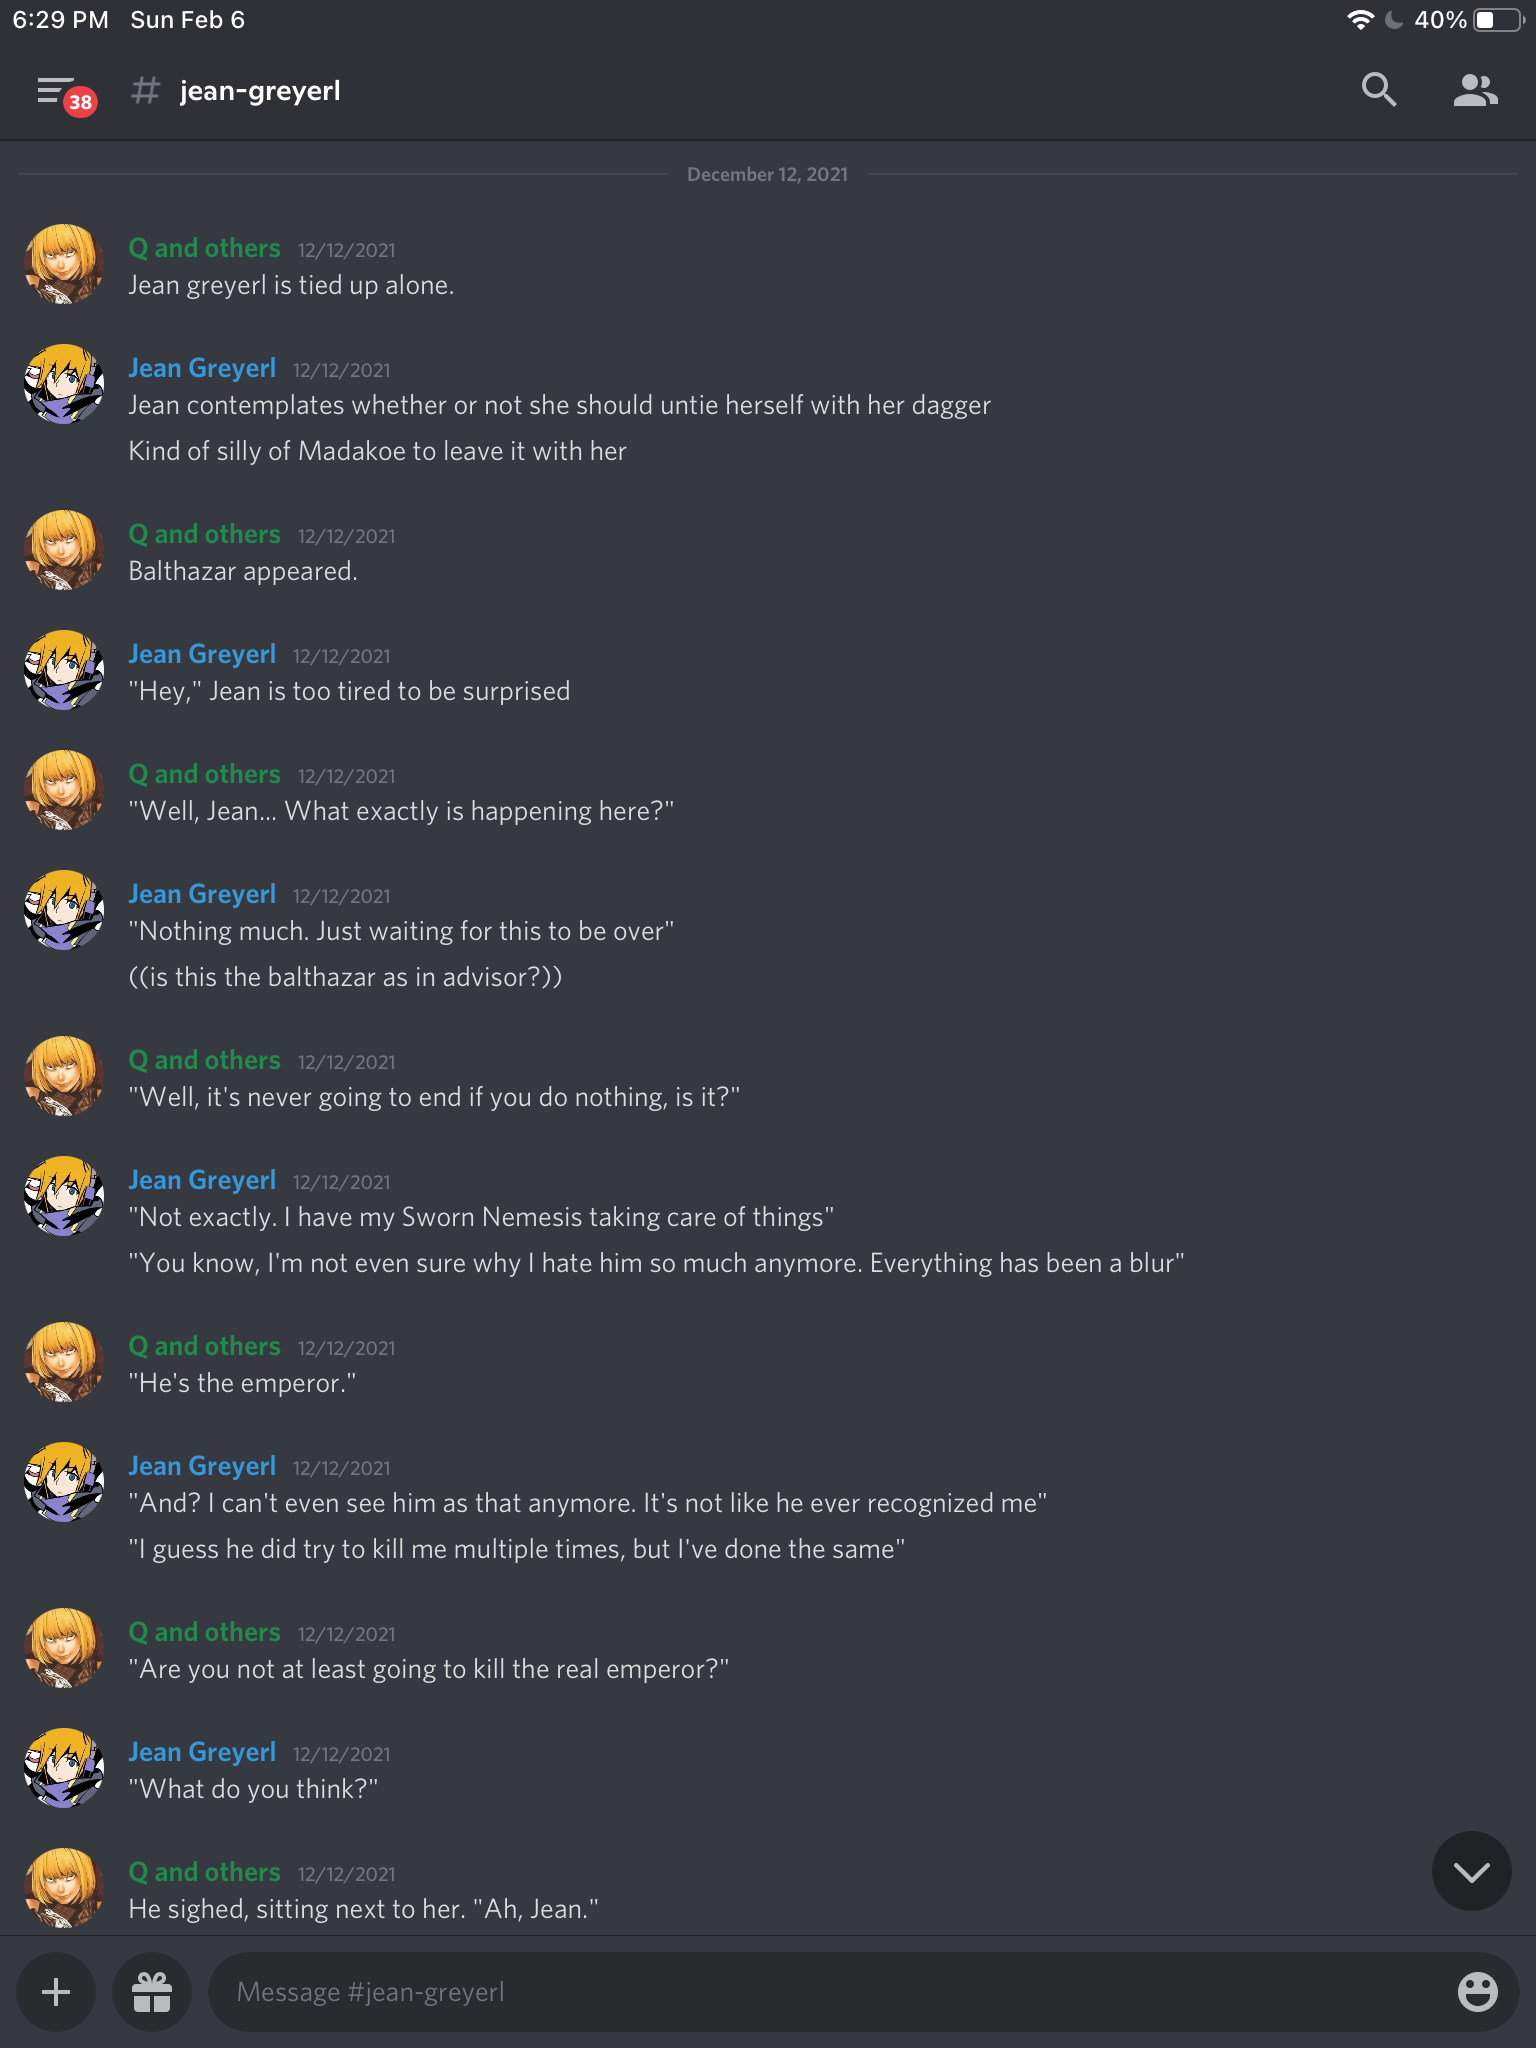 6:29 PM Sun Feb 6
40%
38
# jean-greyerl
December 12, 2021
Q and others 12/12/2021
Jean greyerl is tied up alone.
Jean Greyerl 12/12/2021
Jean contemplates whether or not she should untie herself with her dagger
Kind of silly of Madakoe to leave it with her
Q and others 12/12/2021
Balthazar appeared.
Jean Greyerl 12/12/2021
"Hey," Jean is too tired to be surprised
Q and others 12/12/2021
"Well, Jean... What exactly is happening here?"
Jean Greyerl 12/12/2021
"Nothing much. Just waiting for this to be over"
((is this the balthazar as in advisor?))
Q and others 12/12/2021
"Well, it's never going to end if you do nothing, is it?"
Jean Greyerl 12/12/2021
"Not exactly. I have my Sworn Nemesis taking care of things"
"You know, I'm not even sure why I hate him so much anymore. Everything has been a blur"
Q and others 12/12/2021
"He's the emperor."
Jean Greyerl 12/12/2021
"And? I can't even see him as that anymore. It's not like he ever recognized me"
"I guess he did try to kill me multiple times, but I've done the same"
Q and others 12/12/2021
"Are you not at least going to kill the real emperor?"
Jean Greyerl 12/12/2021
"What do you think?"
Q and others 12/12/2021
He sighed, sitting next to her. "Ah, Jean."
Message #jean-greyerl